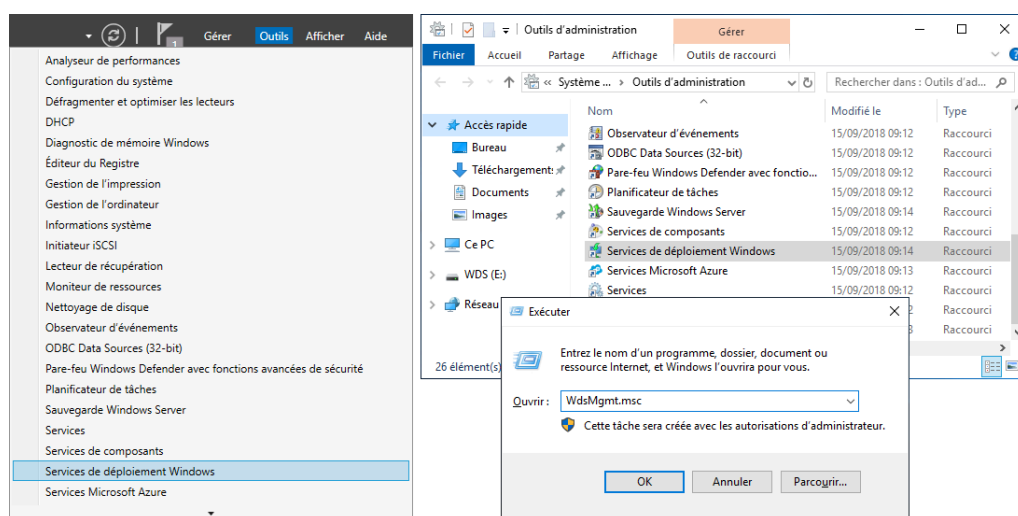 1
Gérer
Outils
Afficher
Aide
Analyseur de performances
Configuration du système
Défragmenter et optimiser les lecteurs
DHCP
Diagnostic de mémoire Windows
Éditeur du Registre
Gestion de l'impression
Gestion de l'ordinateur
Informations système
Initiateur iSCSI
Lecteur de récupération
Moniteur de ressources
Nettoyage de disque
Observateur d'événements
ODBC Data Sources (32-bit)
Pare-feu Windows Defender avec fonctions avancées de sécurité
Planificateur de tâches
Sauvegarde Windows Server
Services
Services de composants
Services de déploiement Windows
Services Microsoft Azure
Outils d'administration
Gérer
Fichier Accueil Partage Affichage Outils de raccourci
« Système ... > Outils d'administration
Rechercher dans : Outils d'ad...
Accès rapide
Bureau
Téléchargement:
Documents
Images
Ce PC
WDS (E:)
Réseau
26 élément(s)
Nom Modifié le Type
Observateur d'événements 15/09/2018 09:12 Raccourci
ODBC Data Sources (32-bit) 15/09/2018 09:12 Raccourci
Pare-feu Windows Defender avec fonctio... 15/09/2018 09:12 Raccourci
Planificateur de tâches 15/09/2018 09:12 Raccourci
Sauvegarde Windows Server 15/09/2018 09:14 Raccourci
Services de composants 15/09/2018 09:12 Raccourci
Services de déploiement Windows 15/09/2018 09:14 Raccourci
Services Microsoft Azure 15/09/2018 09:13 Raccourci
Services 15/09/2018 09:12 Raccourci
2 Raccourci
3 Raccourci
Exécuter
Entrez le nom d'un programme, dossier, document ou
ressource Internet, et Windows l'ouvrira pour vous.
Ouvrir : WdsMgmt.msc
Cette tâche sera créée avec les autorisations d'administrateur.
OK Annuler Parcourir...